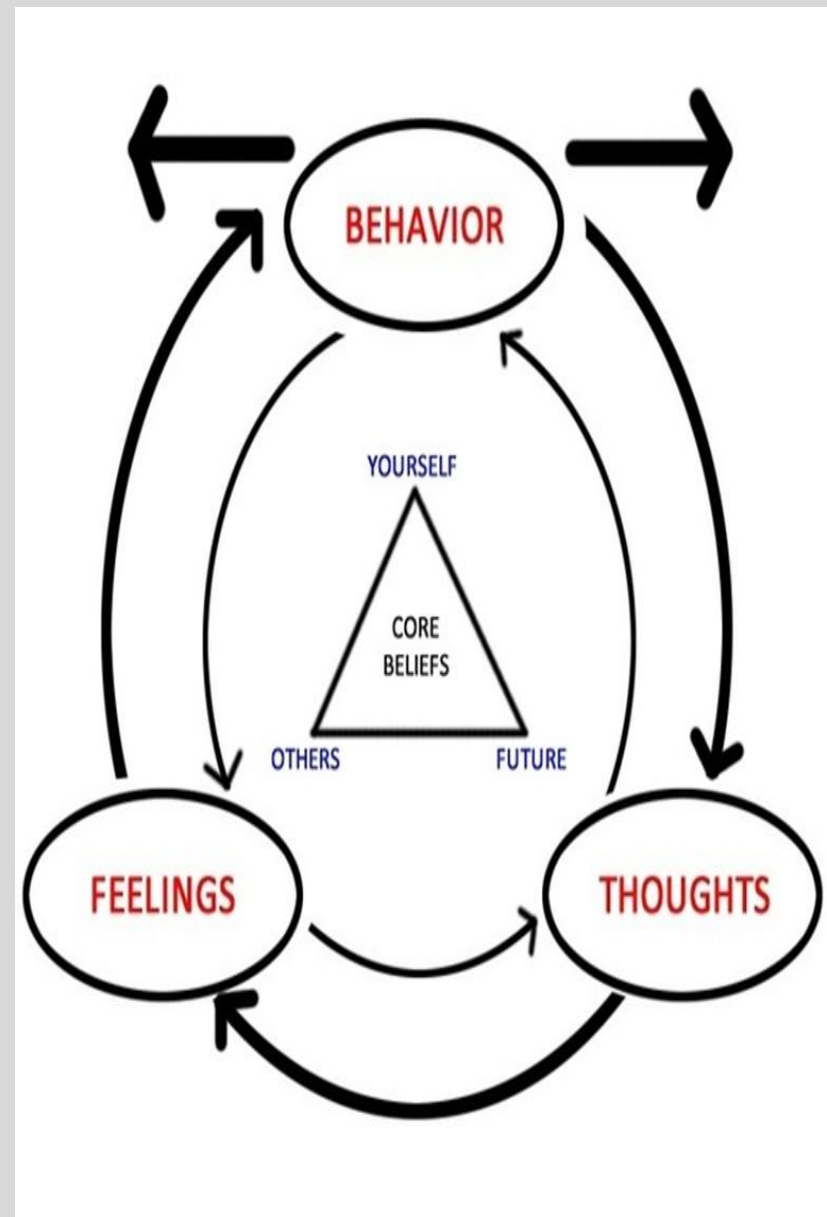 BEHAVIOR
YOURSELF
CORE
BELIEFS
OTHERS FUTURE
FEELINGS THOUGHTS